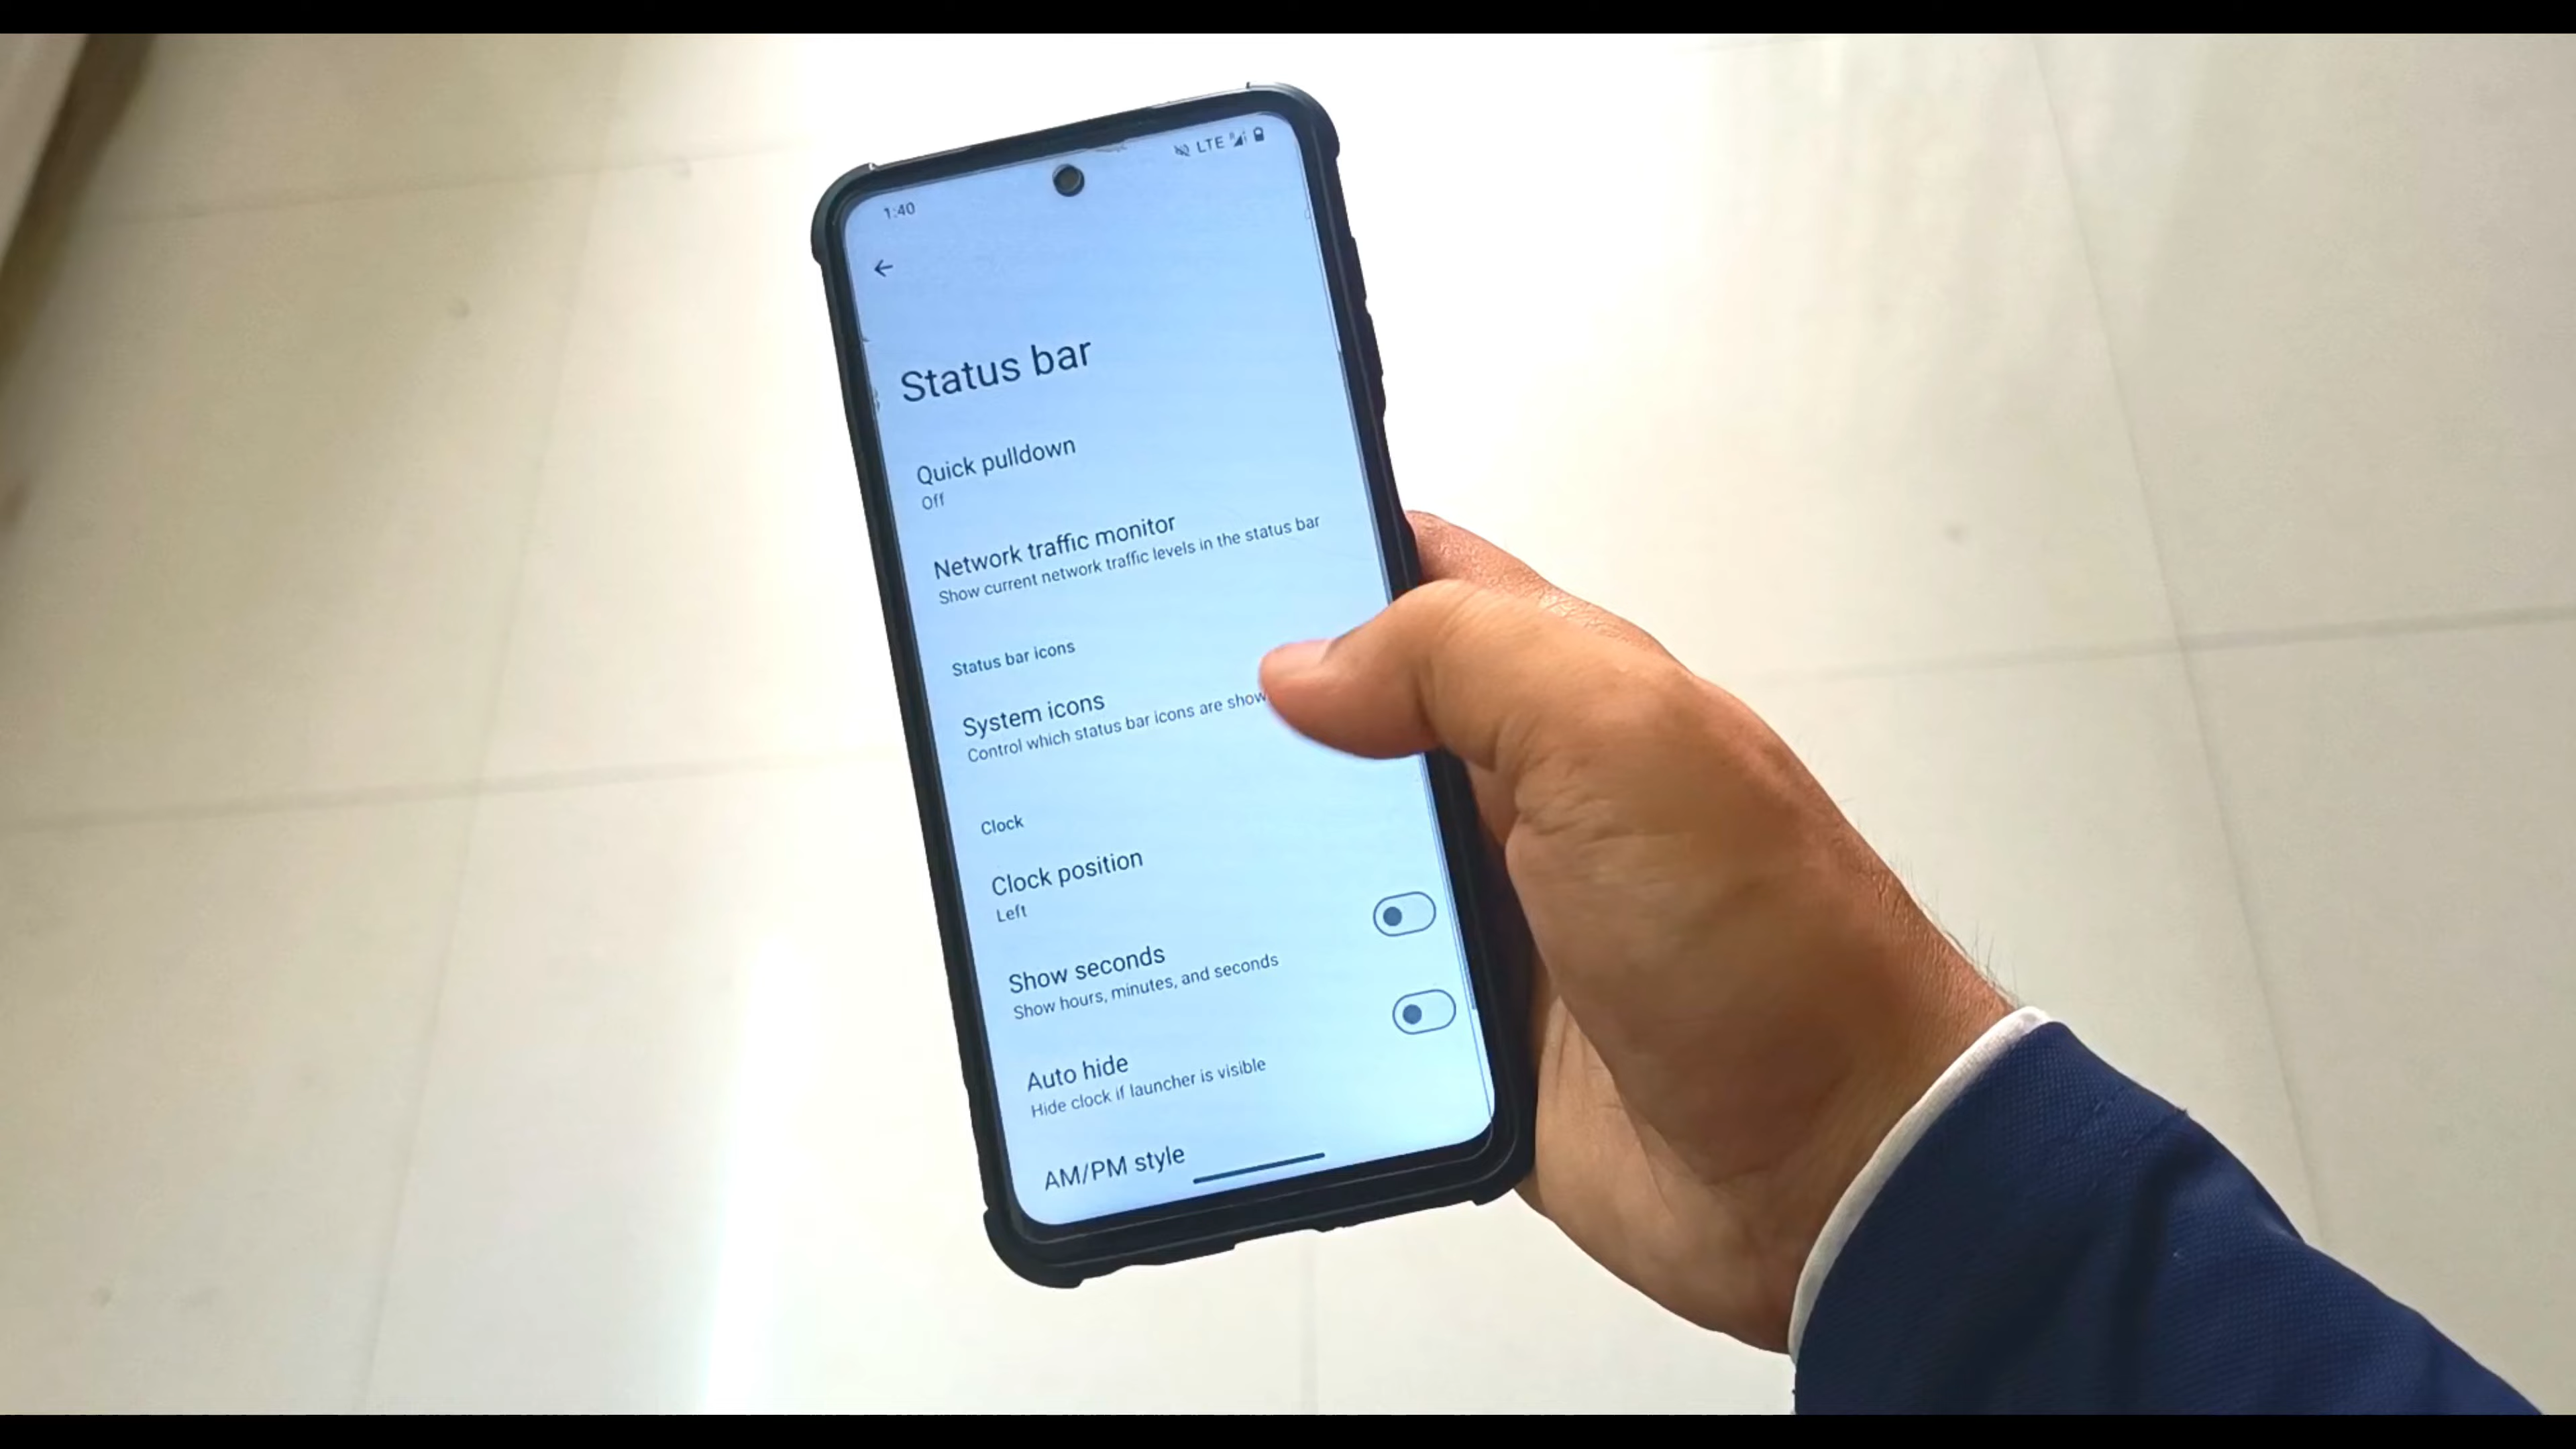 LTE R
1:40
Status bar
Quick pulldown
Off
Network traffic monitor
Show current network traffic levels in the status bar
Status bar icons
System icons
Control which status bar icons are show
Clock
Clock position
Left
Show seconds
Show hours, minutes, and seconds
Auto hide
Hide clock if launcher is visible
AM/PM style